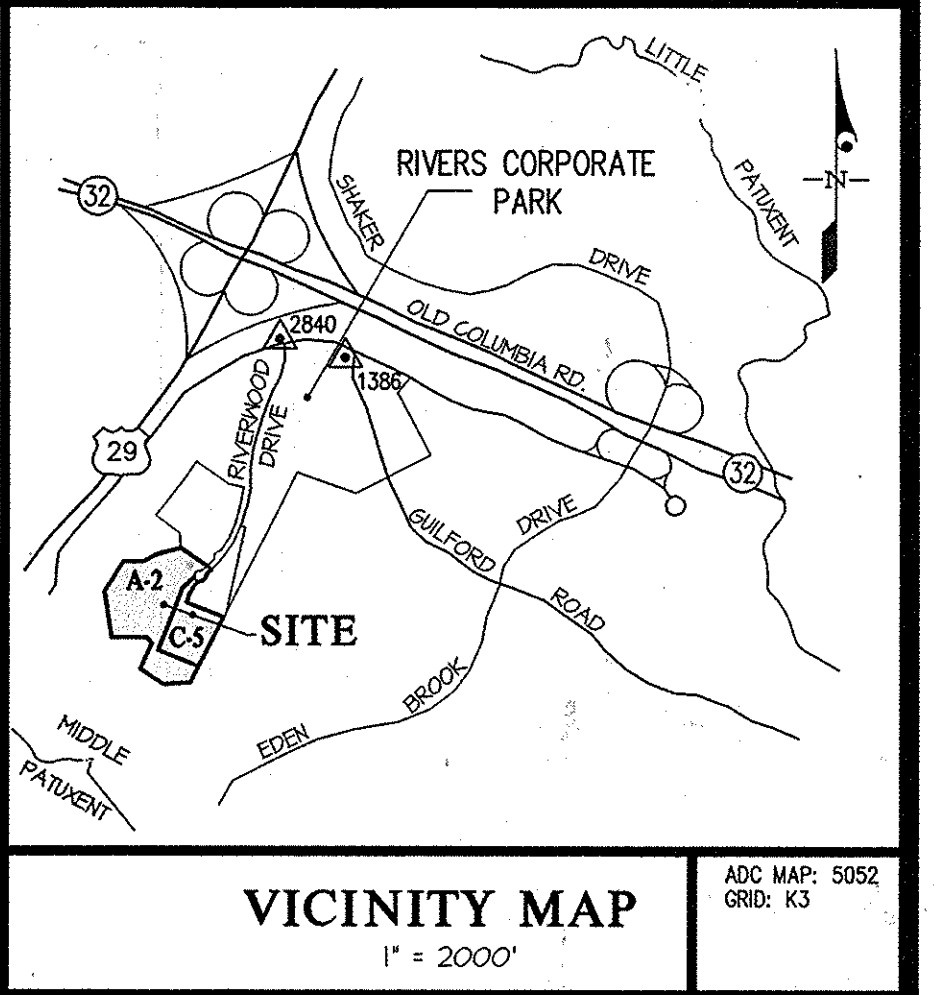 LITTLE
PATUXENT
N
RIVERS CORPORATE
PARK
32
SHAKER
DRIVE
OLD COLUMBIA RD.
2840
1386
RIVERWOOD
DRIVE
29
32
GUILFORD
ROAD
DRIVE
A-2
C-5
SITE
EDEN
BROOK
MIDDLE
PATUXENT
VICINITY MAP
1" = 2000'
ADC MAP: 5052
GRID: K3